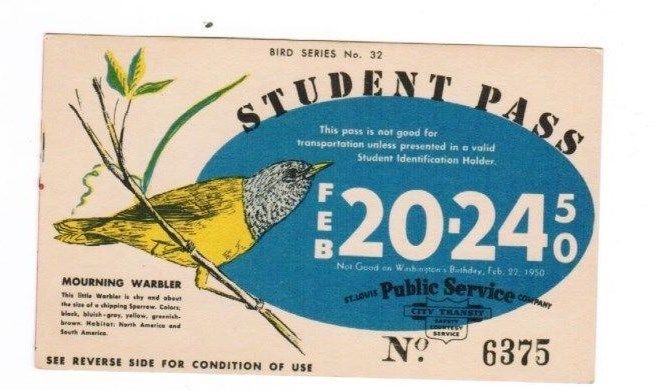 BIRD SERIES No. 32
STUDENT PASS
This pass is not good for
transportation unless presented in a valid
Student Identification Holder.
FEB 20-24 50
Not Good on Washington's Birthday, Feb. 22, 1950
ST. LOUIS Public Service COMPANY
CITY TRANSIT
SAFETY
COURTESY
SERVICE
No. 6375
MOURNING WARBLER
This little Warbler is shy and about
the size of a chipping Sparrow. Colors;
black, bluish-gray, yellow, greenish-
brown. Habitat: North America and
South America.
SEE REVERSE SIDE FOR CONDITION OF USE